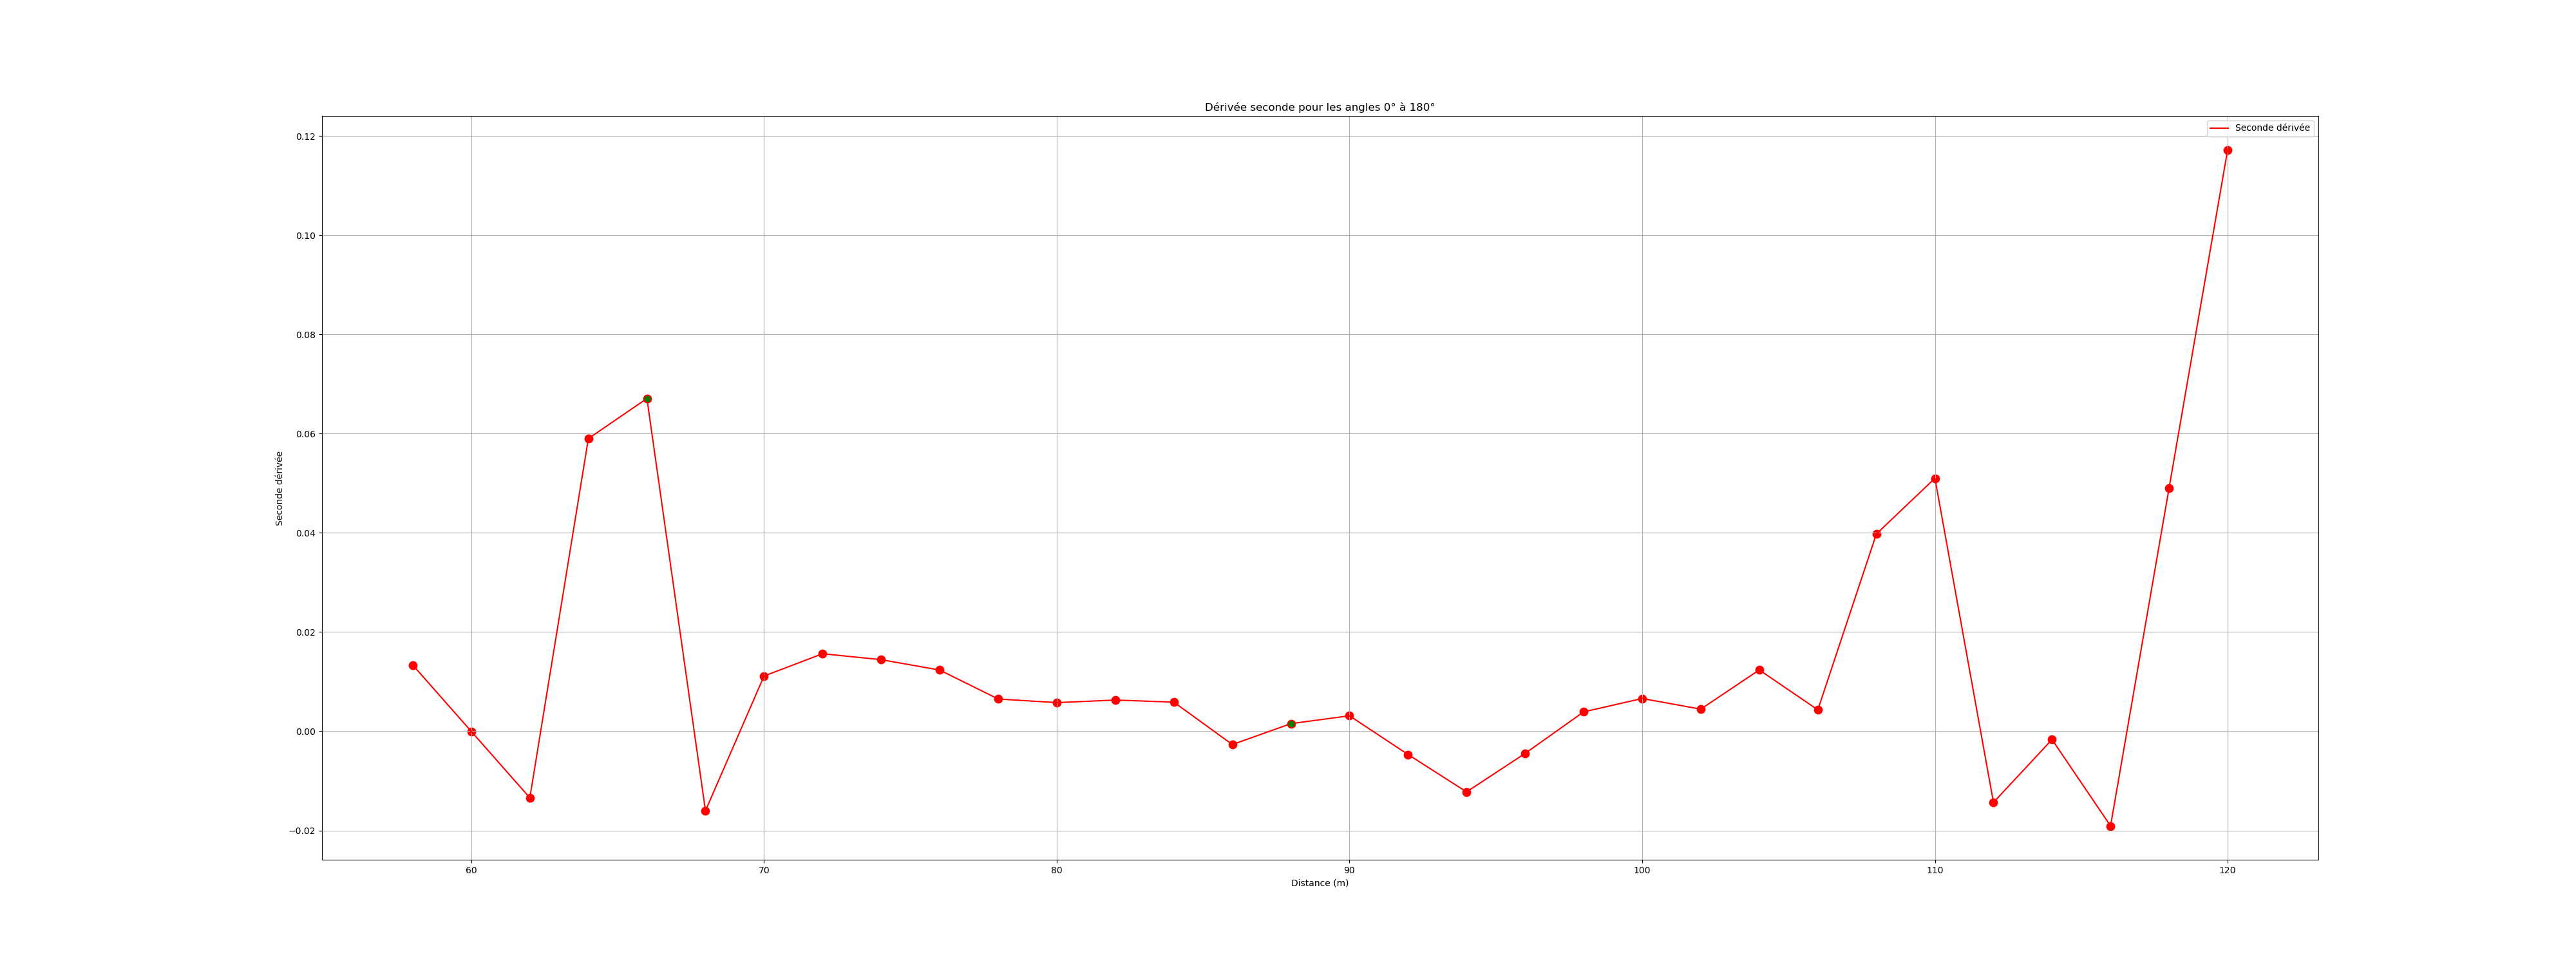 Dérivée seconde pour les angles 0° à 180°
Seconde dérivée
0.12
0.10
0.08
0.06
0.04
0.02
0.00
−0.02
Seconde dérivée
60 70 80 90 100 110 120
Distance (m)